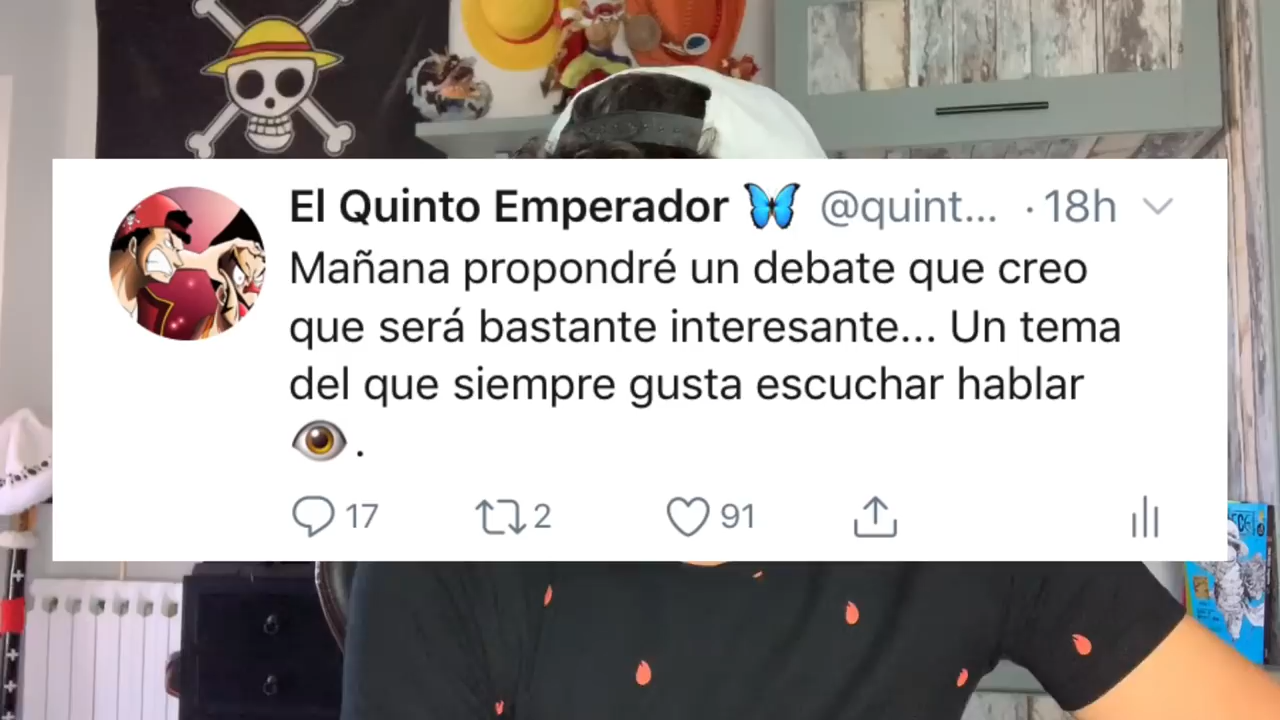 El Quinto Emperador 🦋 @quint... · 18h
Mañana propondré un debate que creo
que será bastante interesante... Un tema
del que siempre gusta escuchar hablar
👁.
17 2 91